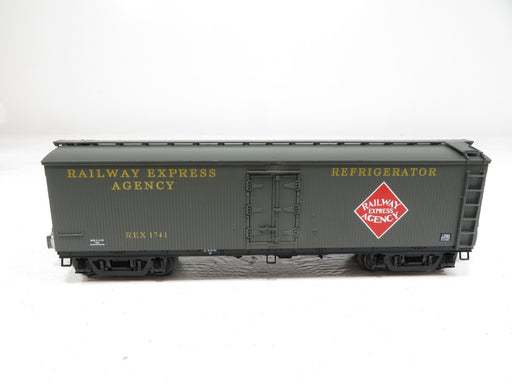 RAILWAY EXPRESS
AGENCY
REFRIGERATOR
RAILWAY
EXPRESS
AGENCY
REX 1741